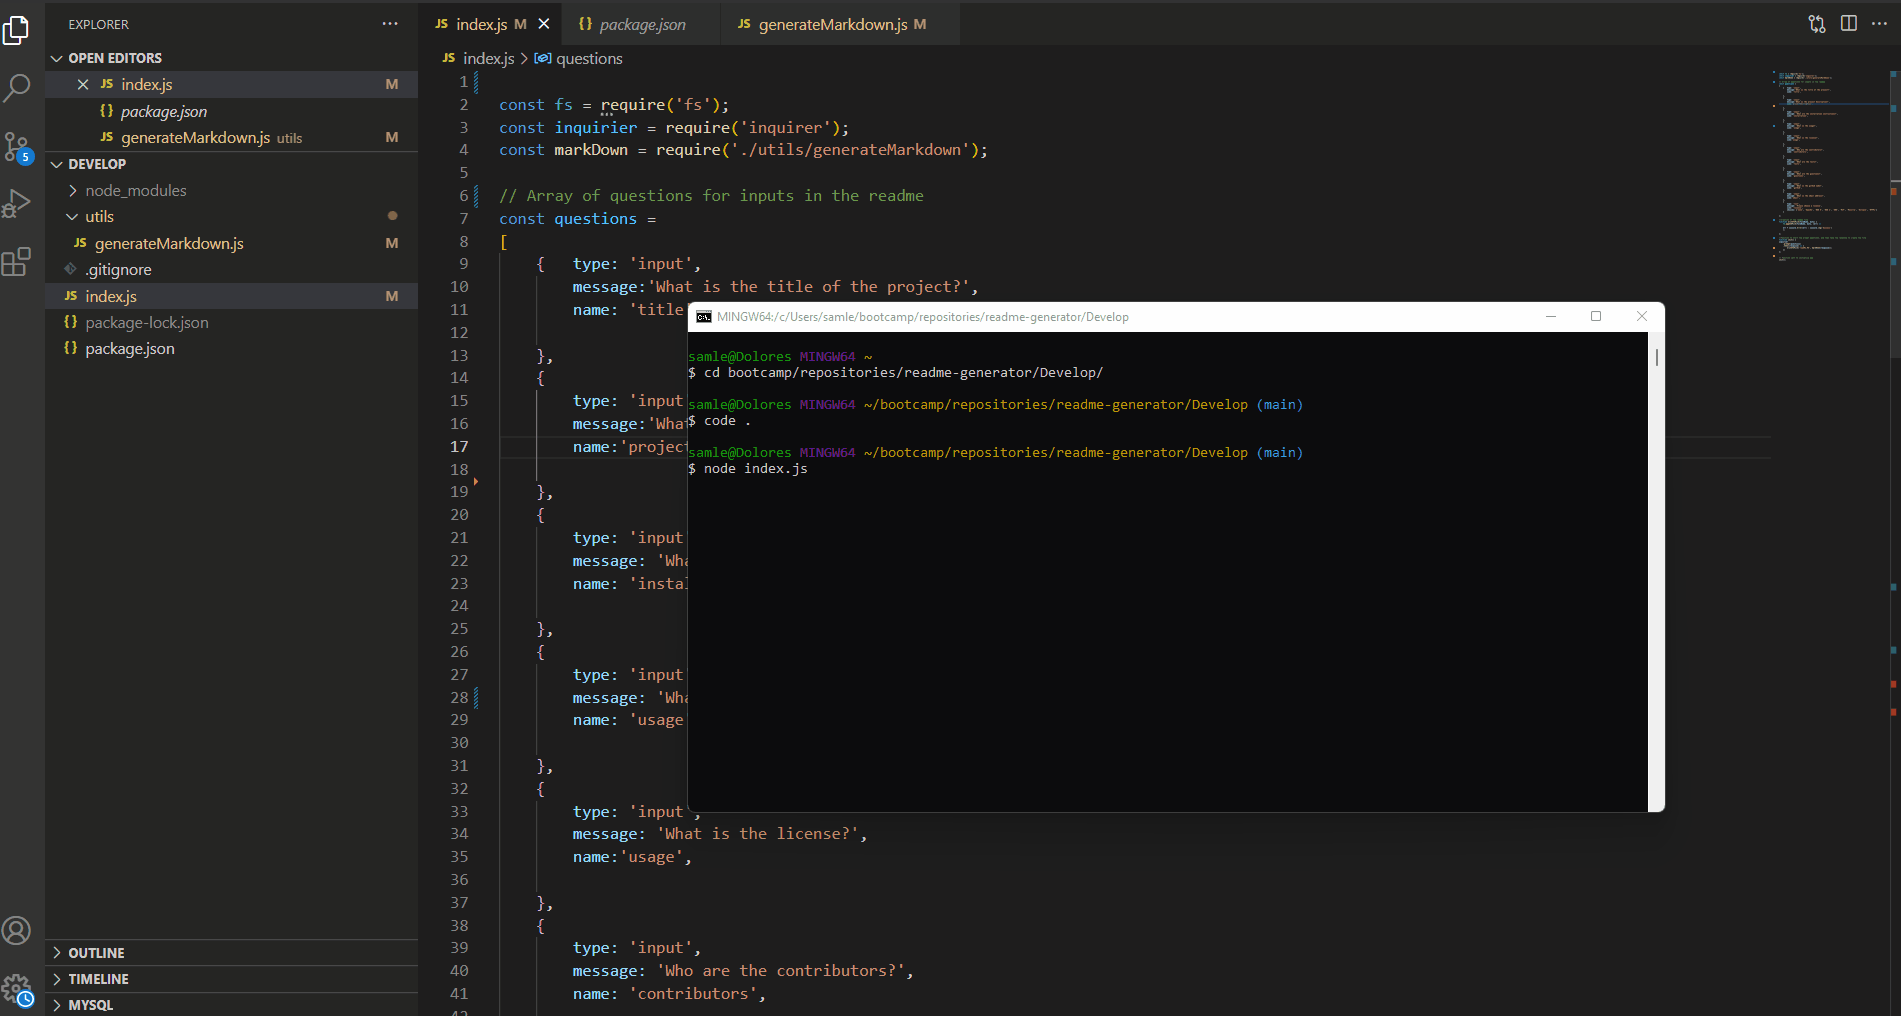 EXPLORER
OPEN EDITORS
JS index.js M
{} package.json
JS generateMarkdown.js utils M
5
DEVELOP
node_modules
utils
JS generateMarkdown.js M
.gitignore
JS index.js M
{} package-lock.json
{} package.json
OUTLINE
TIMELINE
MYSQL
JS index.js M
{} package.json
JS generateMarkdown.js M
JS index.js > questions
1
2 const fs = require('fs');
3 const inquirier = require('inquirer');
4 const markDown = require('./utils/generateMarkdown');
5
6 // Array of questions for inputs in the readme
7 const questions =
8 [
9 { type: 'input',
10 message:'What is the title of the project?',
11 name: 'title
12
13 },
14 {
15 type: 'input
16 message:'What
17 name:'project
18
19 },
20 {
21 type: 'input
22 message: 'Wha
23 name: 'instal
24
25 },
26 {
27 type: 'input
28 message: 'Wha
29 name: 'usage
30
31 },
32 {
33 type: 'input',
34 message: 'What is the license?',
35 name:'usage',
36
37 },
38 {
39 type: 'input',
40 message: 'Who are the contributors?',
41 name: 'contributors',
42
MINGW64:/c/Users/samle/bootcamp/repositories/readme-generator/Develop
samle@Dolores MINGW64 ~
$ cd bootcamp/repositories/readme-generator/Develop/
samle@Dolores MINGW64 ~/bootcamp/repositories/readme-generator/Develop (main)
$ code .
samle@Dolores MINGW64 ~/bootcamp/repositories/readme-generator/Develop (main)
$ node index.js